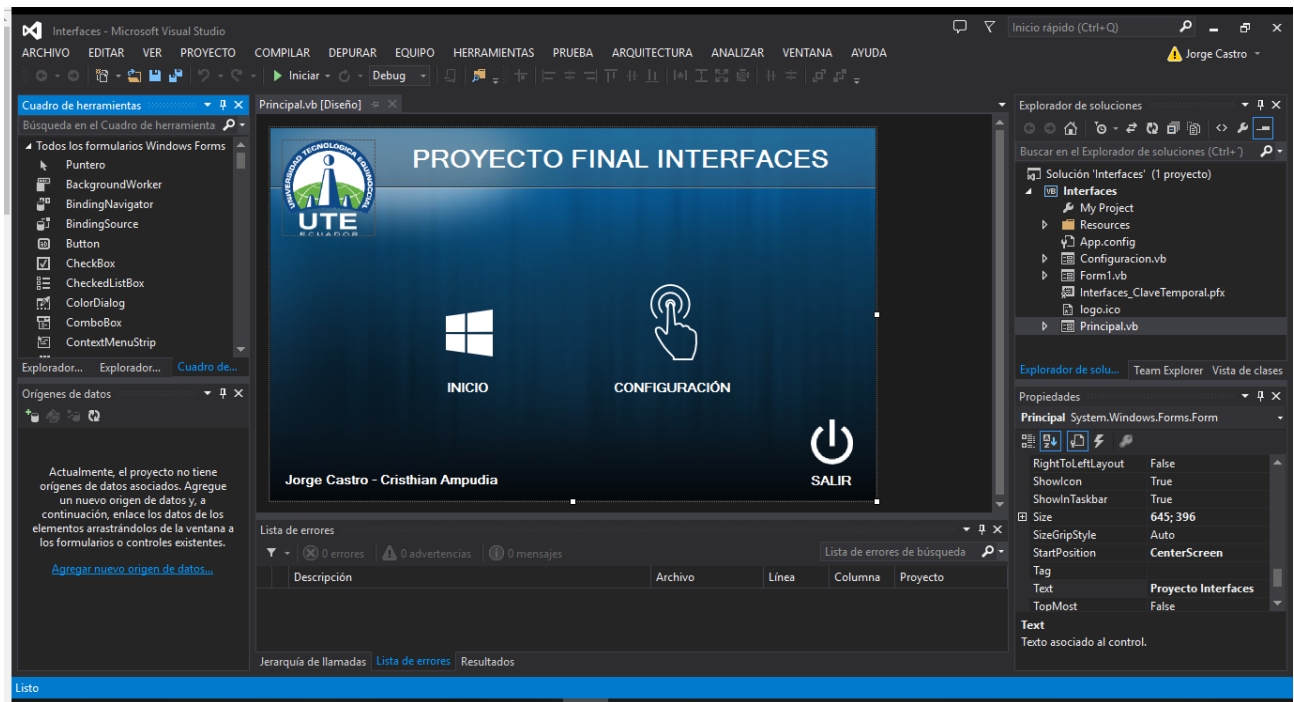 Interfaces - Microsoft Visual Studio
Inicio rápido (Ctrl+Q)
ARCHIVO EDITAR VER PROYECTO COMPILAR DEPURAR EQUIPO HERRAMIENTAS PRUEBA ARQUITECTURA ANALIZAR VENTANA AYUDA
Jorge Castro
Iniciar
Debug
Cuadro de herramientas
Búsqueda en el Cuadro de herramienta
Todos los formularios Windows Forms
Puntero
BackgroundWorker
BindingNavigator
BindingSource
Button
CheckBox
CheckedListBox
ColorDialog
ComboBox
ContextMenuStrip
Explorador... Explorador... Cuadro de...
Orígenes de datos
Actualmente, el proyecto no tiene
orígenes de datos asociados. Agregue
un nuevo origen de datos y, a
continuación, enlace los datos de los
elementos arrastrándolos de la ventana a
los formularios o controles existentes.
Agregar nuevo origen de datos...
Principal.vb [Diseño]
UNIVERSIDAD TECNOLOGICA EQUINOCCIAL
UTE
ECUADOR
PROYECTO FINAL INTERFACES
INICIO
CONFIGURACIÓN
Jorge Castro - Cristhian Ampudia
SALIR
Lista de errores
0 errores 0 advertencias 0 mensajes
Lista de errores de búsqueda
Descripción Archivo Línea Columna Proyecto
Jerarquía de llamadas Lista de errores Resultados
Explorador de soluciones
Buscar en el Explorador de soluciones (Ctrl+´)
Solución 'Interfaces' (1 proyecto)
VB Interfaces
My Project
Resources
App.config
Configuracion.vb
Form1.vb
Interfaces_ClaveTemporal.pfx
logo.ico
Principal.vb
Explorador de solu... Team Explorer Vista de clases
Propiedades
Principal System.Windows.Forms.Form
RightToLeftLayout False
ShowIcon True
ShowInTaskbar True
Size 645; 396
SizeGripStyle Auto
StartPosition CenterScreen
Tag
Text Proyecto Interfaces
TopMost False
Text
Texto asociado al control.
Listo